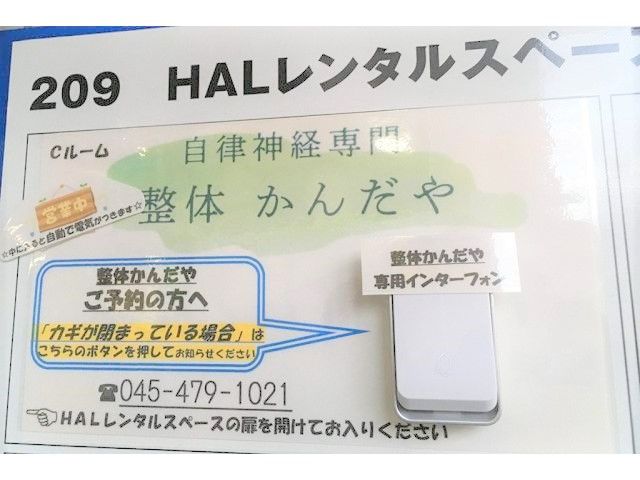 209 HALレンタルスペー
Cルーム
自律神経専門
整体 かんだや
営業中
☆中に入ると自動で電気がつきます☆
整体かんだや
ご予約の方へ
「カギが閉まっている場合」は
こちらのボタンを押してお知らせください
整体かんだや
専用インターフォン
☎045-479-1021
☜HALレンタルスペースの扉を開けてお入りください